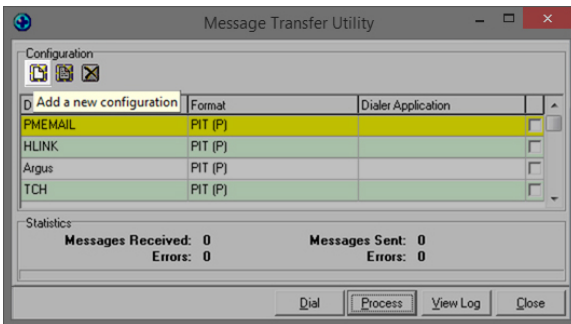 Message Transfer Utility
Configuration
Add a new configuration
D Format Dialer Application
PMEMAIL PIT (P)
HLINK PIT (P)
Argus PIT (P)
TCH PIT (P)
Statistics
Messages Received: 0 Messages Sent: 0
Errors: 0 Errors: 0
Dial Process View Log Close